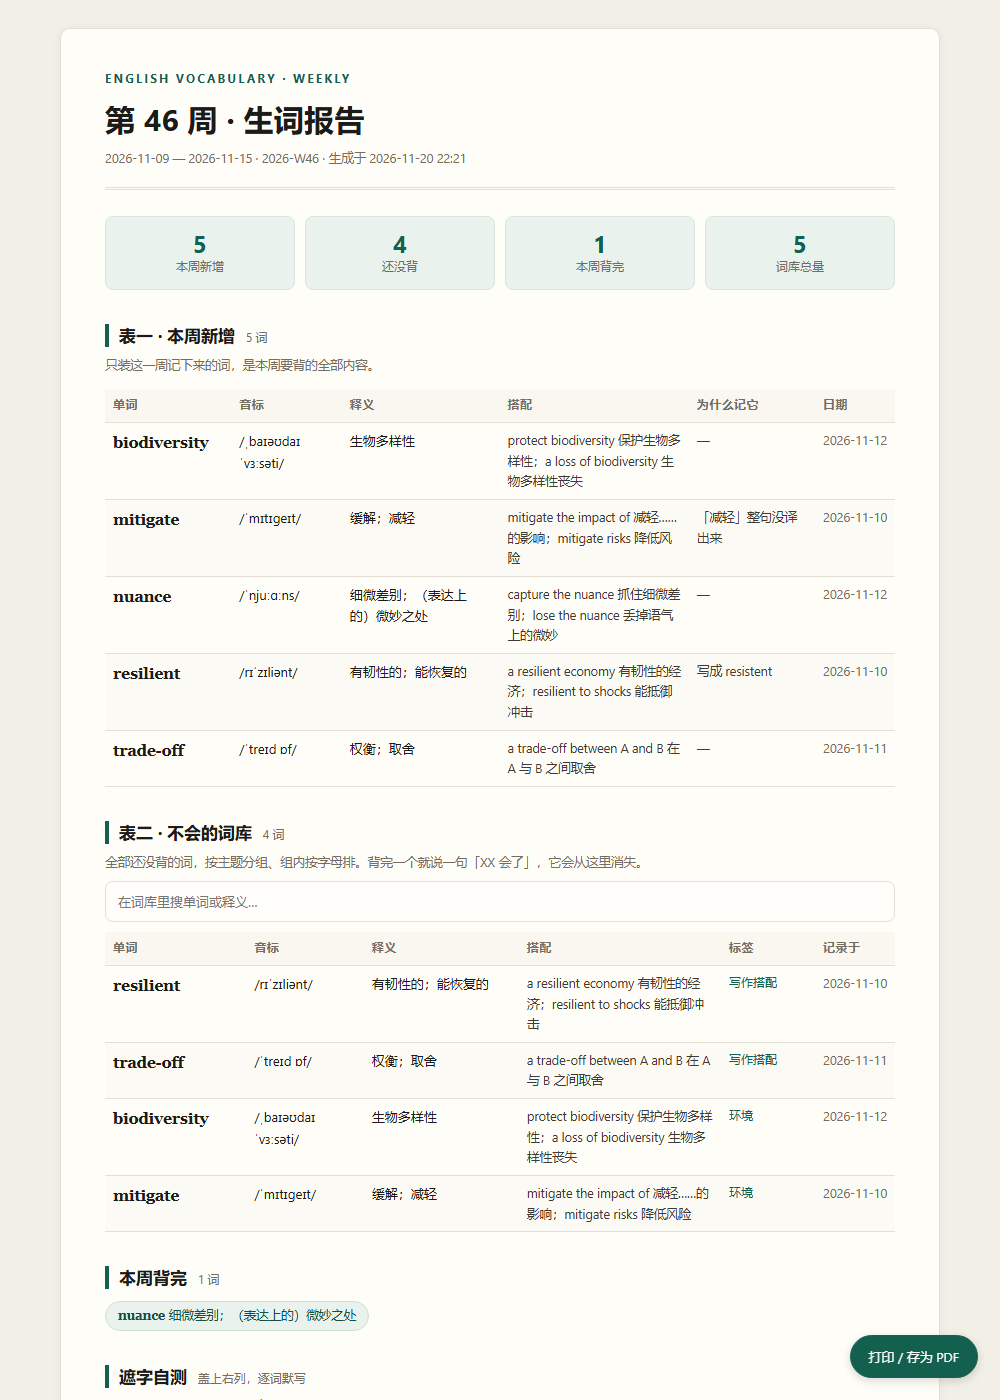 ENGLISH VOCABULARY · WEEKLY
第 46 周 · 生词报告
2026-11-09 — 2026-11-15 · 2026-W46 · 生成于 2026-11-20 22:21
5 4 1 5
本周新增 还没背 本周背完 词库总量
表一 · 本周新增 5 词
只装这一周记下来的词，是本周要背的全部内容。
单词 音标 释义 搭配 为什么记它 日期
biodiversity /ˌbaɪəʊdaɪ 生物多样性 protect biodiversity 保护生物多 — 2026-11-12
ˈvɜːsəti/ 样性；a loss of biodiversity 生
物多样性丧失
mitigate /ˈmɪtɪɡeɪt/ 缓解；减轻 mitigate the impact of 减轻…… 「减轻」整句没译 2026-11-10
的影响；mitigate risks 降低风 出来
险
nuance /ˈnjuːɑːns/ 细微差别；（表达上 capture the nuance 抓住细微差 — 2026-11-12
的）微妙之处 别；lose the nuance 丢掉语气
上的微妙
resilient /rɪˈzɪliənt/ 有韧性的；能恢复的 a resilient economy 有韧性的经 写成 resistent 2026-11-10
济；resilient to shocks 能抵御
冲击
trade-off /ˈtreɪd ɒf/ 权衡；取舍 a trade-off between A and B 在 — 2026-11-11
A 与 B 之间取舍
表二 · 不会的词库 4 词
全部还没背的词，按主题分组、组内按字母排。背完一个就说一句「XX 会了」，它会从这里消失。
在词库里搜单词或释义…
单词 音标 释义 搭配 标签 记录于
resilient /rɪˈzɪliənt/ 有韧性的；能恢复的 a resilient economy 有韧性的经 写作搭配 2026-11-10
济；resilient to shocks 能抵御冲
击
trade-off /ˈtreɪd ɒf/ 权衡；取舍 a trade-off between A and B 在 A 写作搭配 2026-11-11
与 B 之间取舍
biodiversity /ˌbaɪəʊdaɪ 生物多样性 protect biodiversity 保护生物多样 环境 2026-11-12
ˈvɜːsəti/ 性；a loss of biodiversity 生物多
样性丧失
mitigate /ˈmɪtɪɡeɪt/ 缓解；减轻 mitigate the impact of 减轻……的 环境 2026-11-10
影响；mitigate risks 降低风险
本周背完 1 词
nuance 细微差别；（表达上的）微妙之处
打印 / 存为 PDF
遮字自测 盖上右列，逐词默写